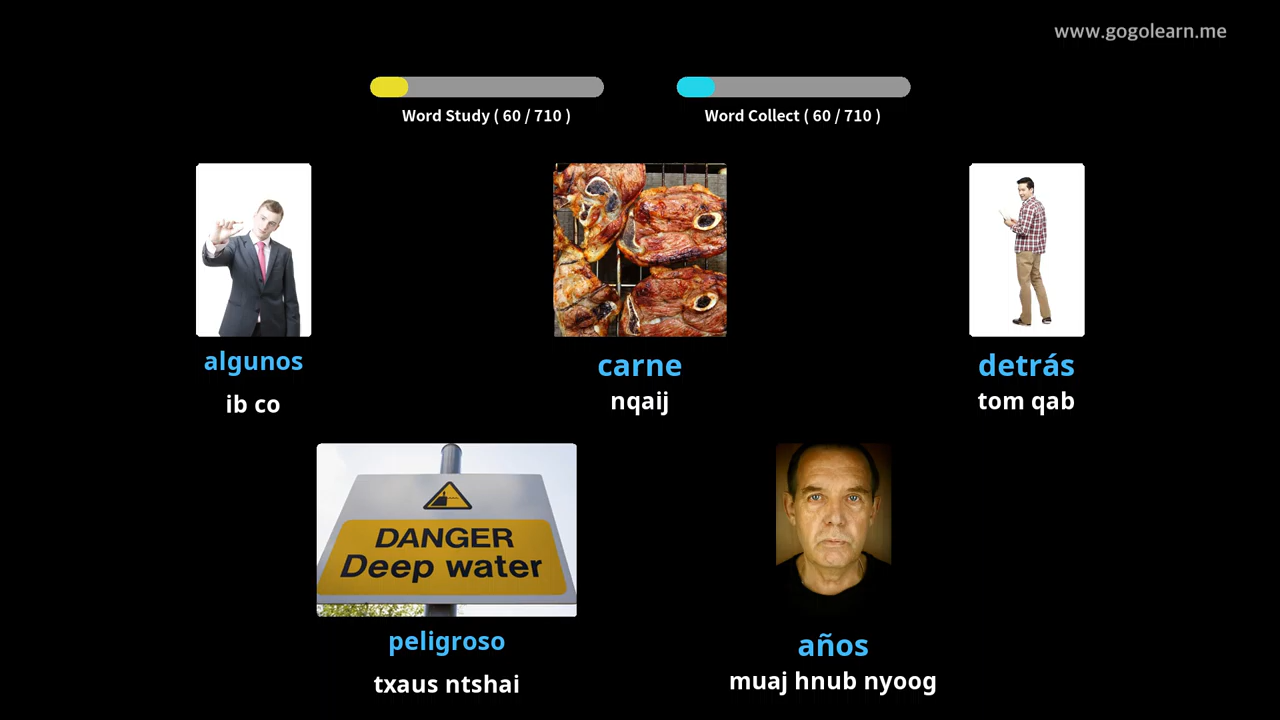 www.gogolearn.me
Word Study ( 60 / 710 )
Word Collect ( 60 / 710 )
algunos
ib co
carne
nqaij
detrás
tom qab
DANGER
Deep water
peligroso
txaus ntshai
años
muaj hnub nyoog